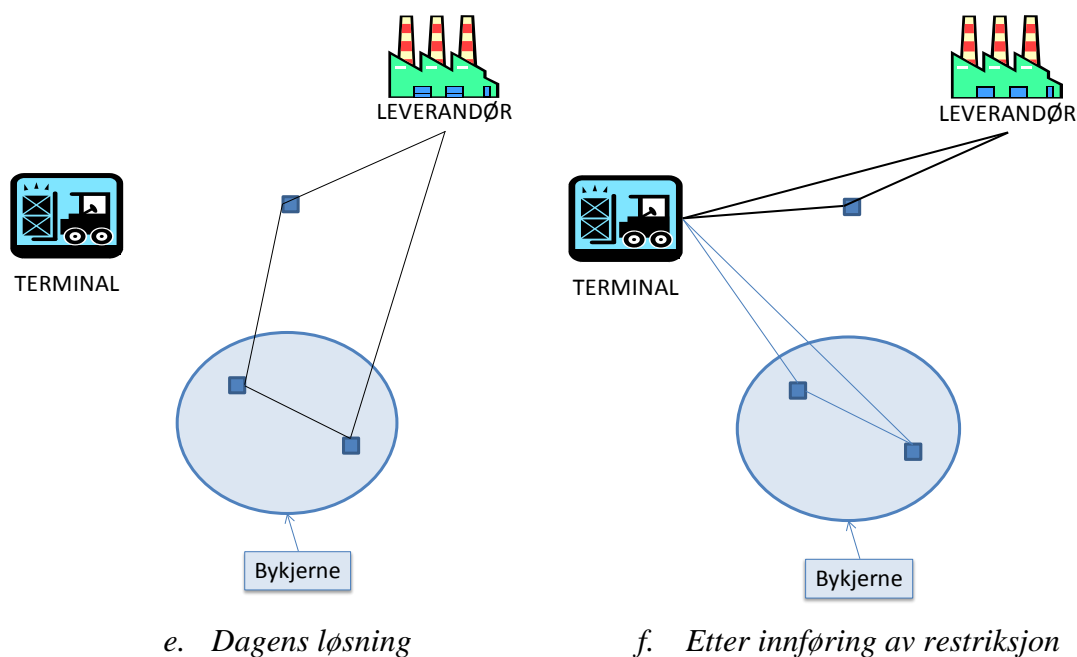 LEVERANDØR
TERMINAL
Bykjerne
e. Dagens løsning
LEVERANDØR
TERMINAL
Bykjerne
f. Etter innføring av restriksjon